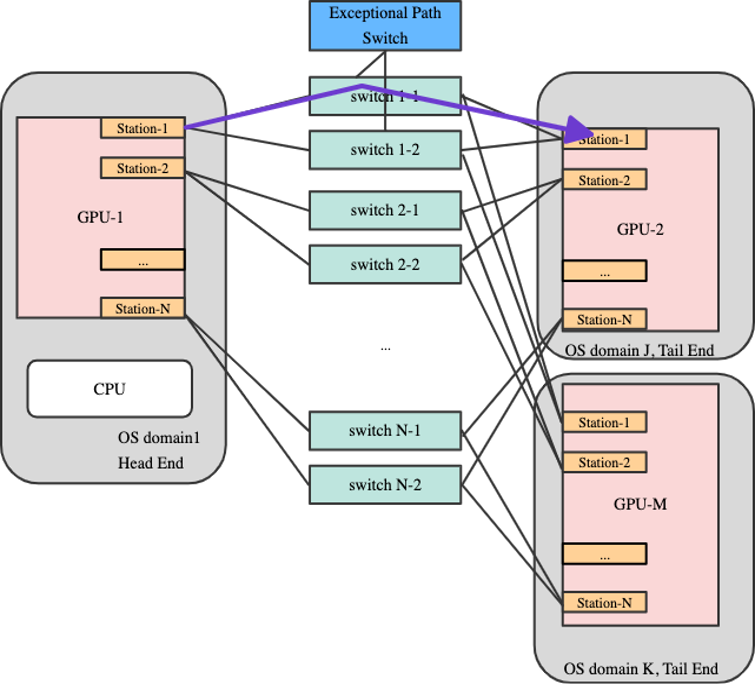 Exceptional Path
Switch
switch 1-1
switch 1-2
switch 2-1
switch 2-2
...
switch N-1
switch N-2
Station-1
Station-2
GPU-1
...
Station-N
CPU
OS domain1
Head End
Station-1
Station-2
GPU-2
...
Station-N
OS domain J, Tail End
Station-1
Station-2
GPU-M
...
Station-N
OS domain K, Tail End